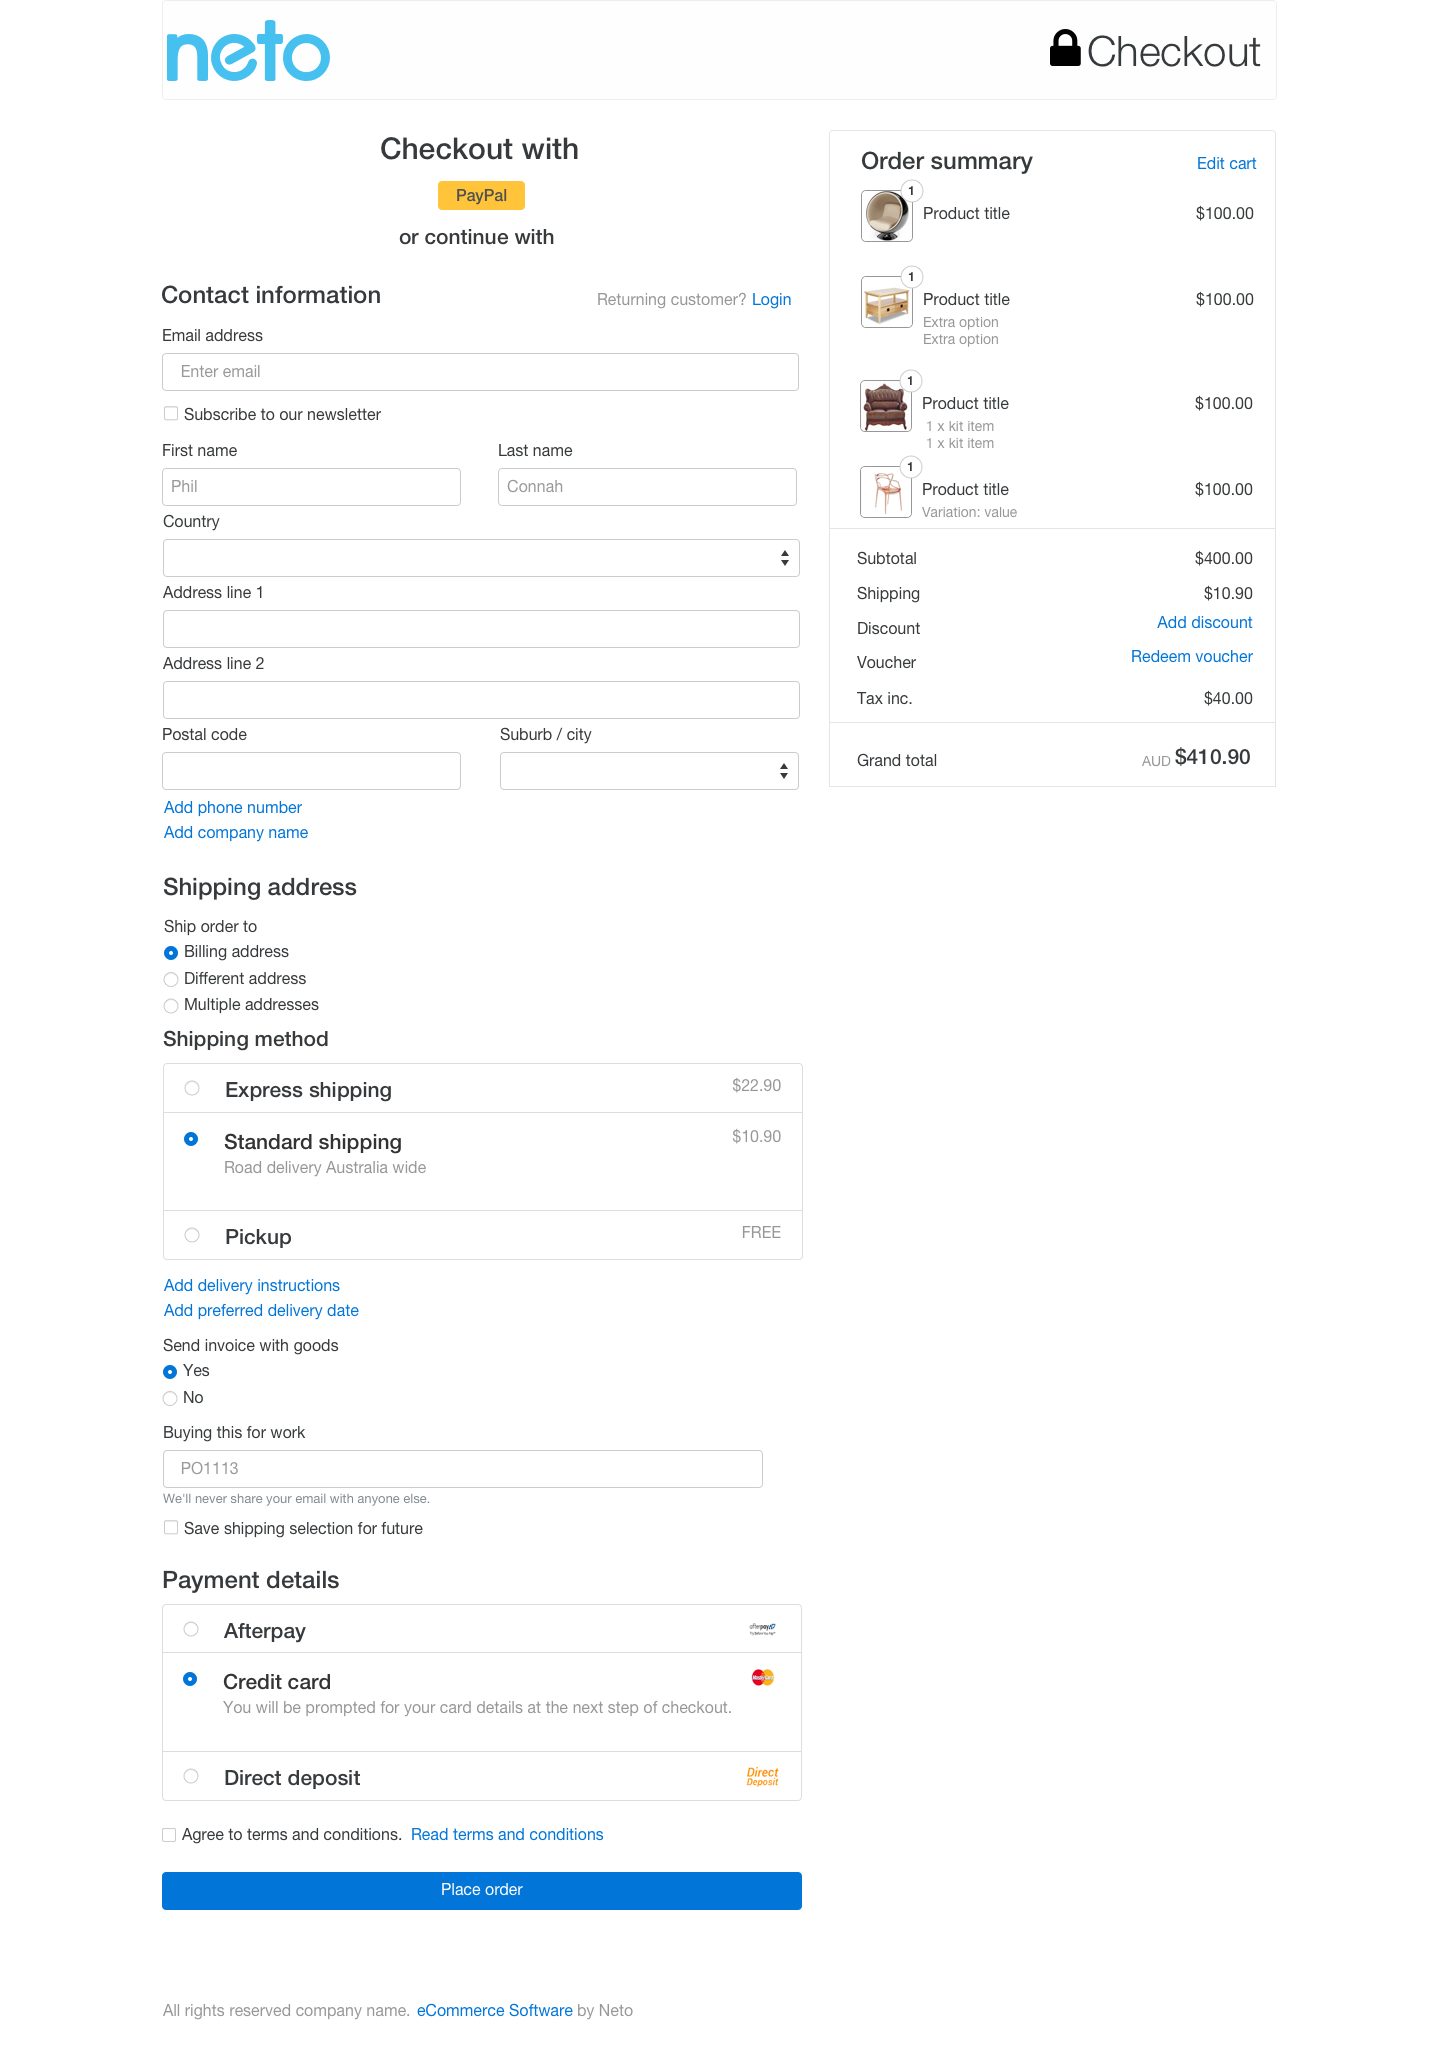 neto
Checkout
Checkout with
PayPal
or continue with
Contact information
Returning customer? Login
Email address
Enter email
Subscribe to our newsletter
First name
Last name
Phil
Connah
Country
Address line 1
Address line 2
Postal code
Suburb / city
Add phone number
Add company name
Shipping address
Ship order to
Billing address
Different address
Multiple addresses
Shipping method
Express shipping
$22.90
Standard shipping
$10.90
Road delivery Australia wide
Pickup
FREE
Add delivery instructions
Add preferred delivery date
Send invoice with goods
Yes
No
Buying this for work
PO1113
We'll never share your email with anyone else.
Save shipping selection for future
Payment details
Afterpay
afterpay
Credit card
MasterCard
You will be prompted for your card details at the next step of checkout.
Direct deposit
Direct
Deposit
Agree to terms and conditions. Read terms and conditions
Place order
Order summary
Edit cart
1
Product title
$100.00
1
Product title
$100.00
Extra option
Extra option
1
Product title
$100.00
1 x kit item
1 x kit item
1
Product title
$100.00
Variation: value
Subtotal
$400.00
Shipping
$10.90
Discount
Add discount
Voucher
Redeem voucher
Tax inc.
$40.00
Grand total
AUD $410.90
All rights reserved company name. eCommerce Software by Neto